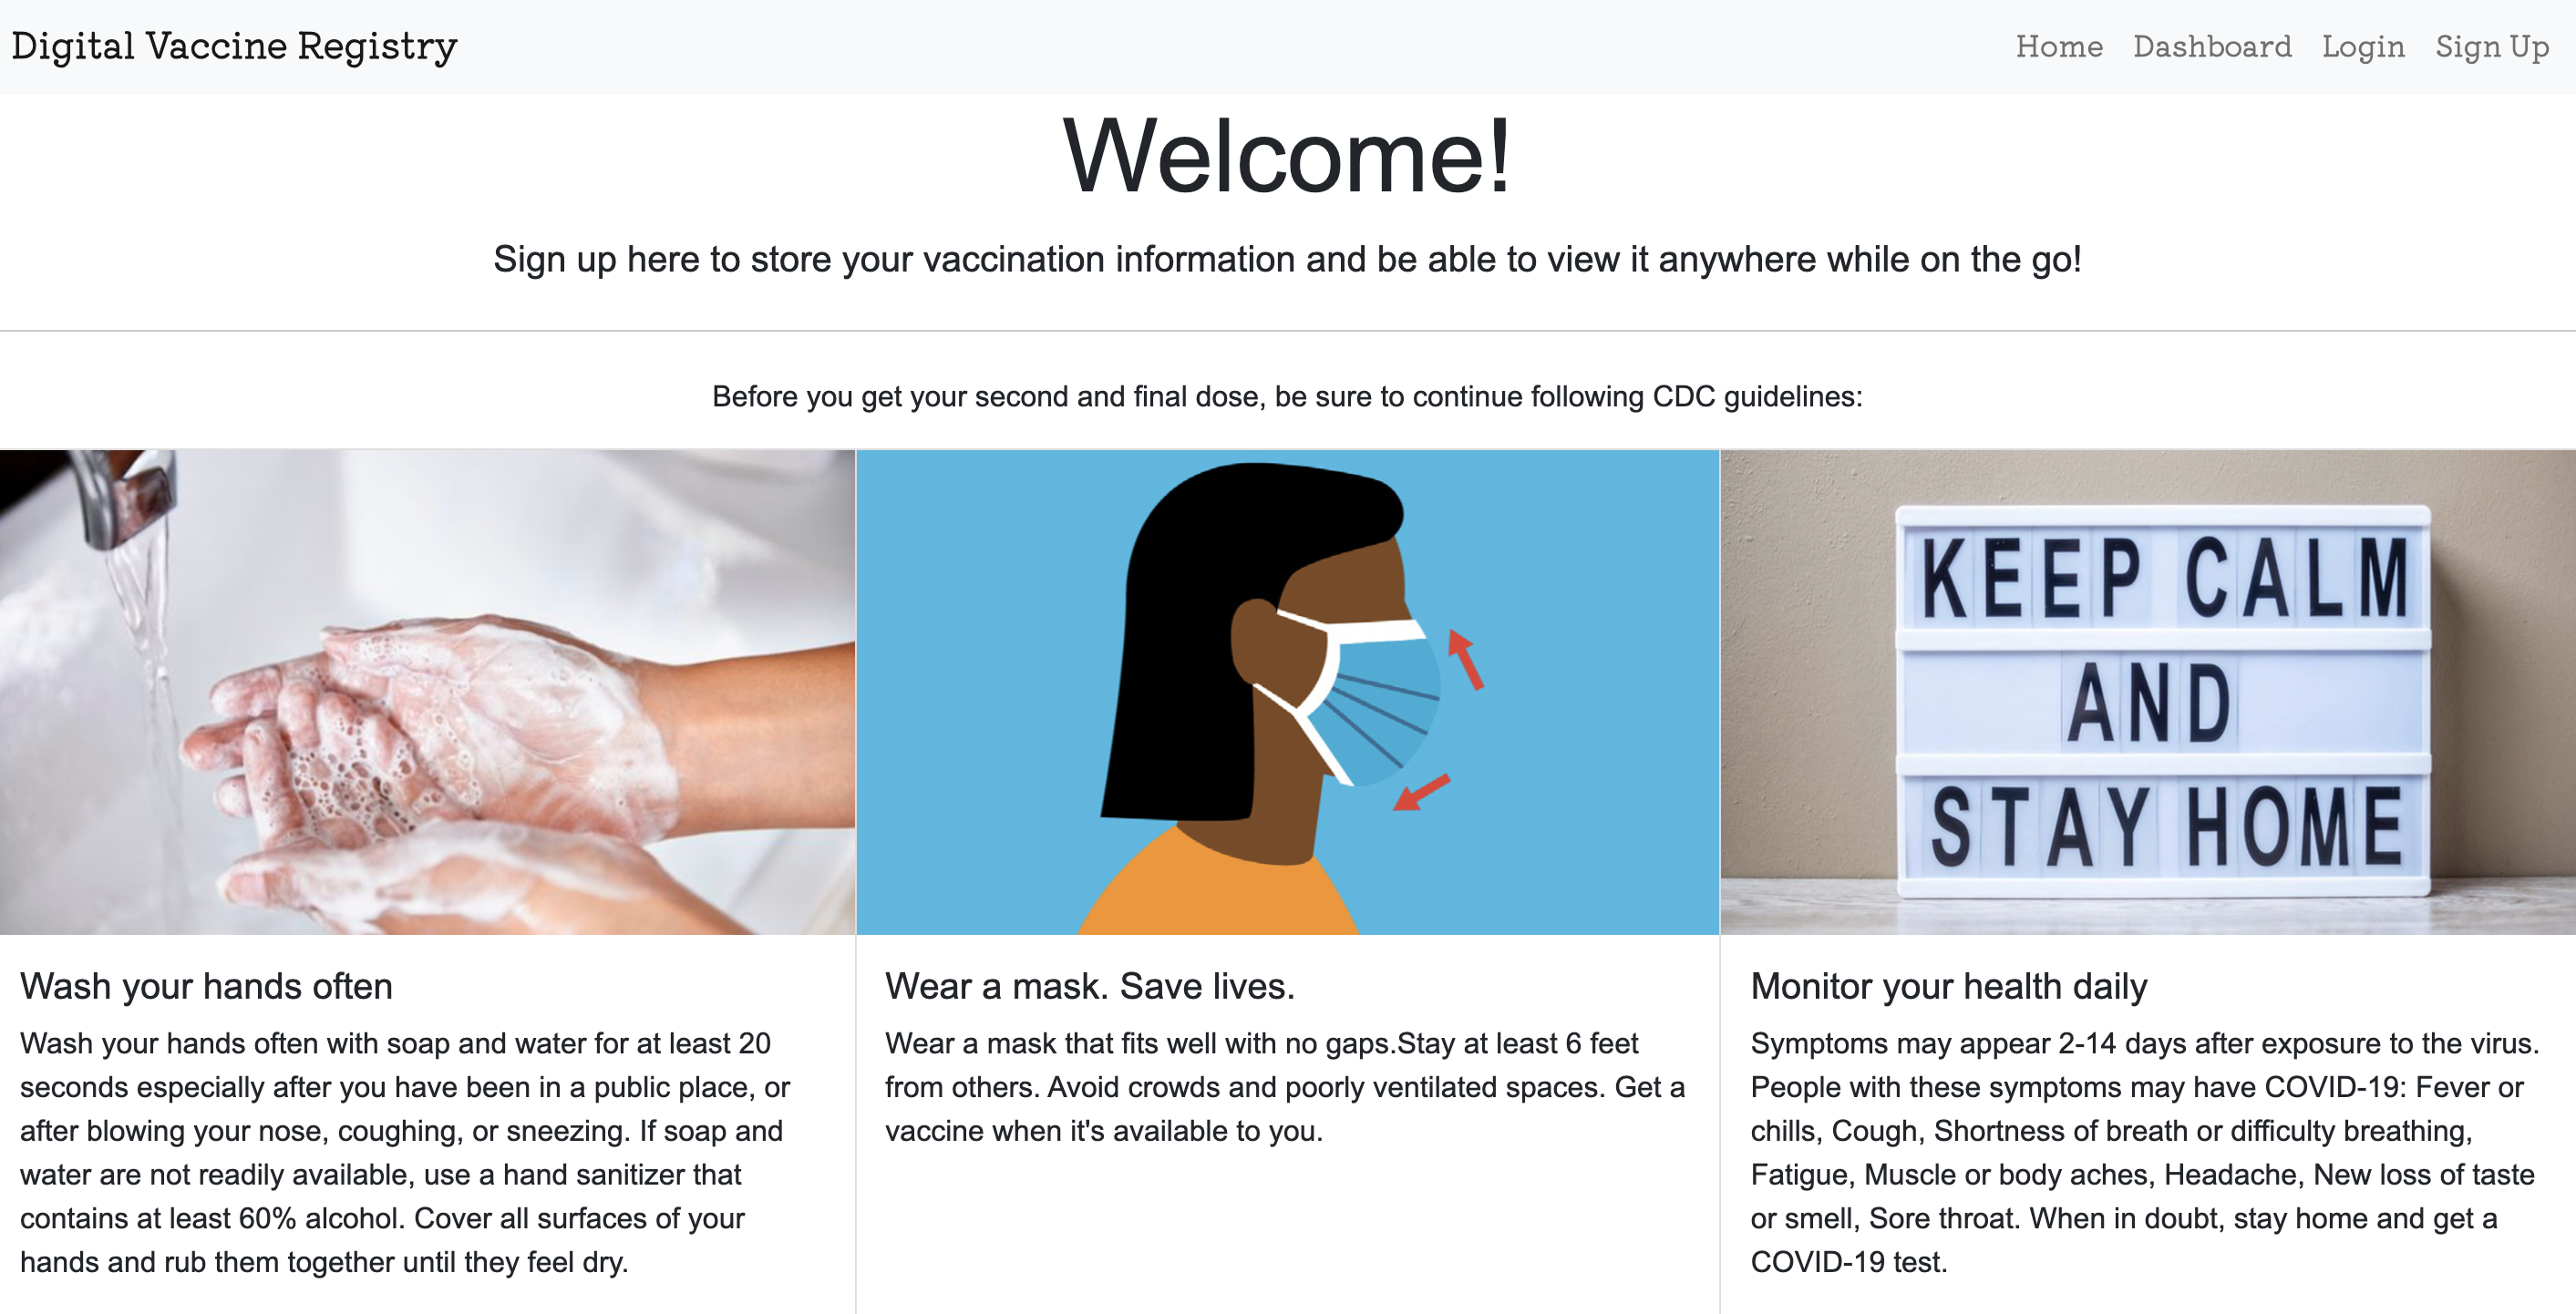 Digital Vaccine Registry
Home Dashboard Login Sign Up
Welcome!
Sign up here to store your vaccination information and be able to view it anywhere while on the go!
Before you get your second and final dose, be sure to continue following CDC guidelines:
KEEP CALM
AND
STAY HOME
Wash your hands often
Wash your hands often with soap and water for at least 20
seconds especially after you have been in a public place, or
after blowing your nose, coughing, or sneezing. If soap and
water are not readily available, use a hand sanitizer that
contains at least 60% alcohol. Cover all surfaces of your
hands and rub them together until they feel dry.
Wear a mask. Save lives.
Wear a mask that fits well with no gaps.Stay at least 6 feet
from others. Avoid crowds and poorly ventilated spaces. Get a
vaccine when it's available to you.
Monitor your health daily
Symptoms may appear 2-14 days after exposure to the virus.
People with these symptoms may have COVID-19: Fever or
chills, Cough, Shortness of breath or difficulty breathing,
Fatigue, Muscle or body aches, Headache, New loss of taste
or smell, Sore throat. When in doubt, stay home and get a
COVID-19 test.